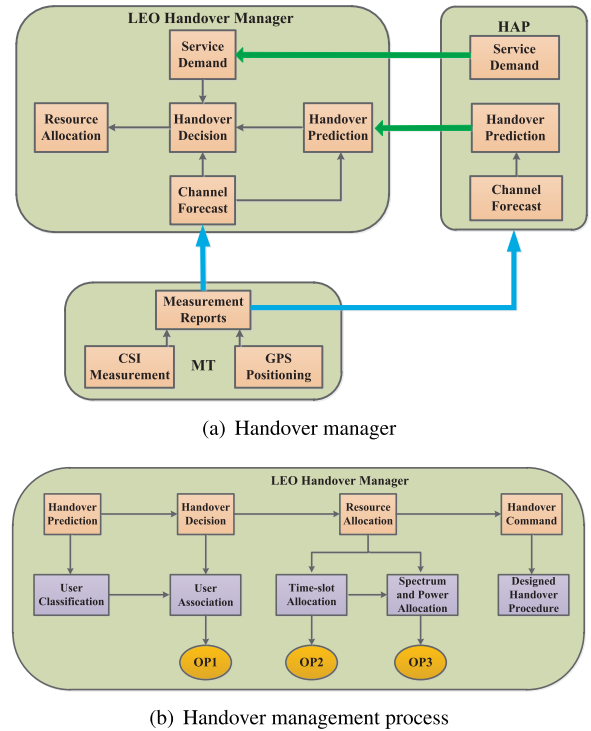 LEO Handover Manager
HAP
Service
Demand
Service
Demand
Resource
Allocation
Handover
Decision
Handover
Prediction
Handover
Prediction
Channel
Forecast
Channel
Forecast
Measurement
Reports
CSI
Measurement
MT
GPS
Positioning
(a) Handover manager
LEO Handover Manager
Handover
Prediction
Handover
Decision
Resource
Allocation
Handover
Command
User
Classification
User
Association
Time-slot
Allocation
Spectrum
and Power
Allocation
Designed
Handover
Procedure
OP1
OP2
OP3
(b) Handover management process